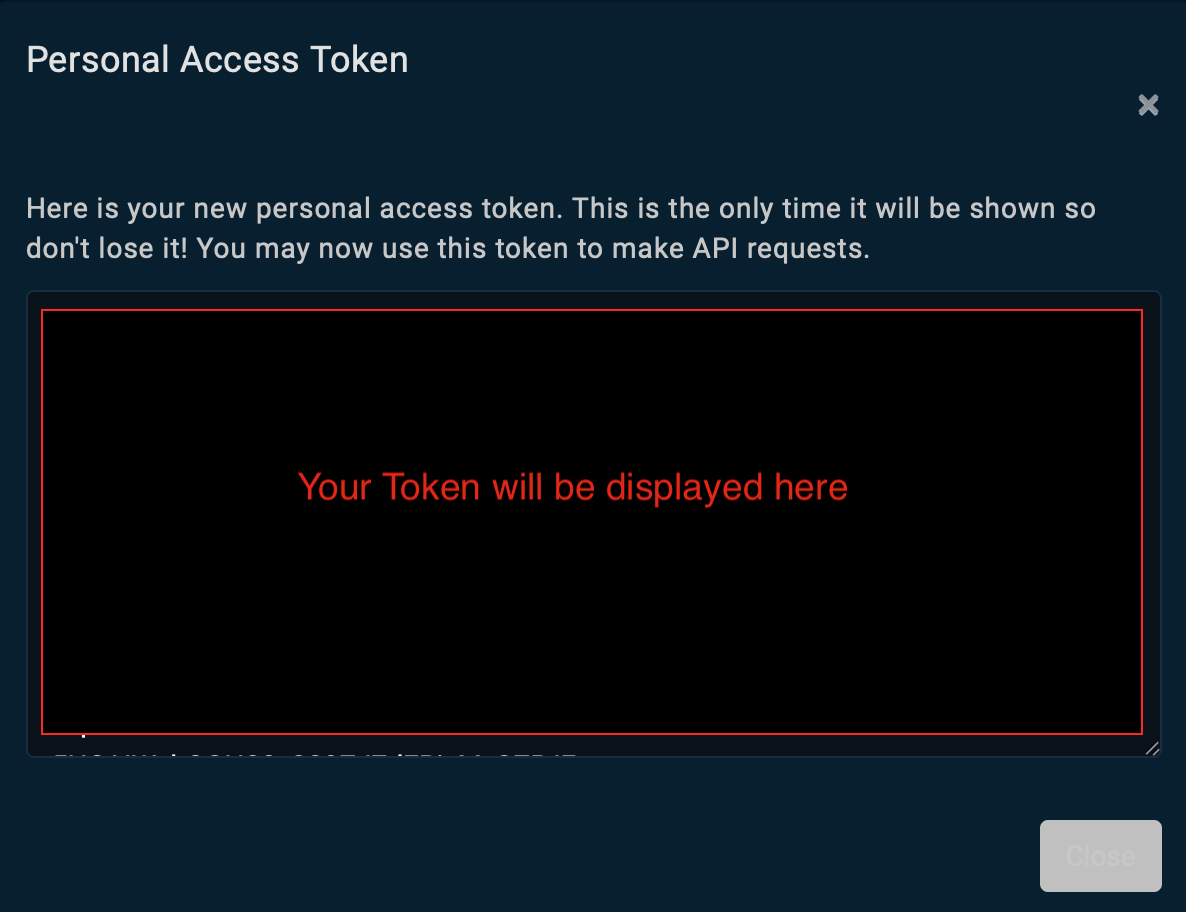 Personal Access Token
Here is your new personal access token. This is the only time it will be shown so
don't lose it! You may now use this token to make API requests.
Your Token will be displayed here
Close